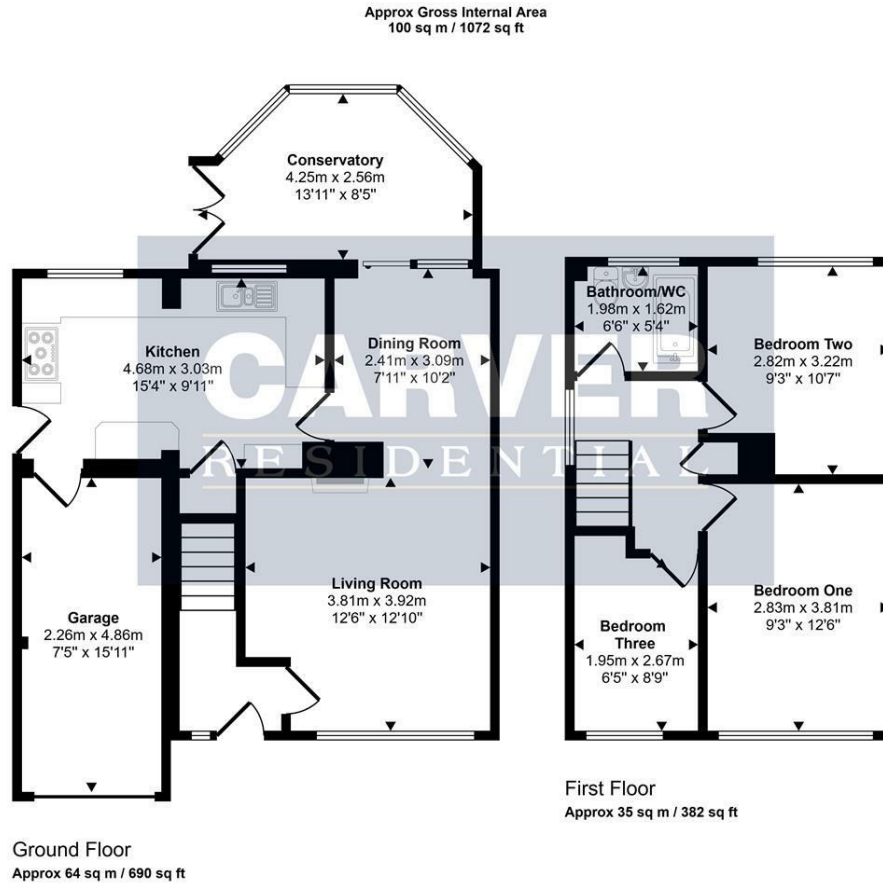 Approx Gross Internal Area
100 sq m / 1072 sq ft
Conservatory
4.25m x 2.56m
13'11" x 8'5"
Kitchen
4.68m x 3.03m
15'4" x 9'11"
Dining Room
2.41m x 3.09m
7'11" x 10'2"
Bathroom/WC
1.98m x 1.62m
6'6" x 5'4"
Bedroom Two
2.82m x 3.22m
9'3" x 10'7"
CARVER
RESIDENTIAL
Garage
2.26m x 4.86m
7'5" x 15'11"
Living Room
3.81m x 3.92m
12'6" x 12'10"
Bedroom
Three
1.95m x 2.67m
6'5" x 8'9"
Bedroom One
2.83m x 3.81m
9'3" x 12'6"
First Floor
Approx 35 sq m / 382 sq ft
Ground Floor
Approx 64 sq m / 690 sq ft